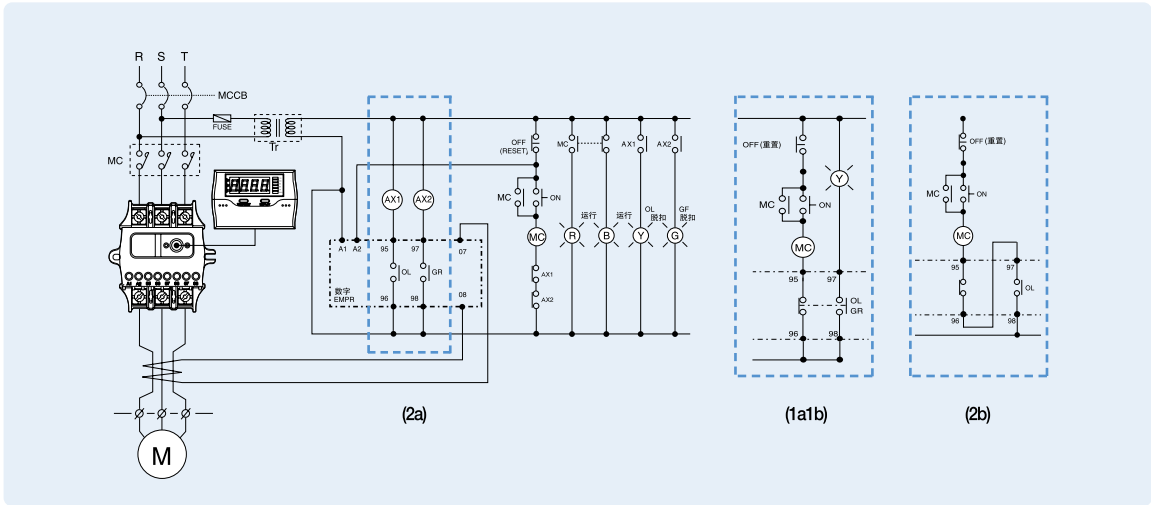 R S T
MCCB
FUSE
Tr
MC
OFF
(RESET)
MC
AX1
AX2
AX1 AX2
MC
ON
运行
运行
OL
脱扣
GF
脱扣
MC
R
B
Y
G
A1 A2 95 97 07
OL
GR
数字
EMPR
96 98 08
AX1
AX2
M
(2a)
OFF(重置)
Y
MC
ON
MC
95 97
OL
GR
96 98
(1a1b)
OFF(重置)
MC
ON
MC
95 97
OL
96 98
(2b)